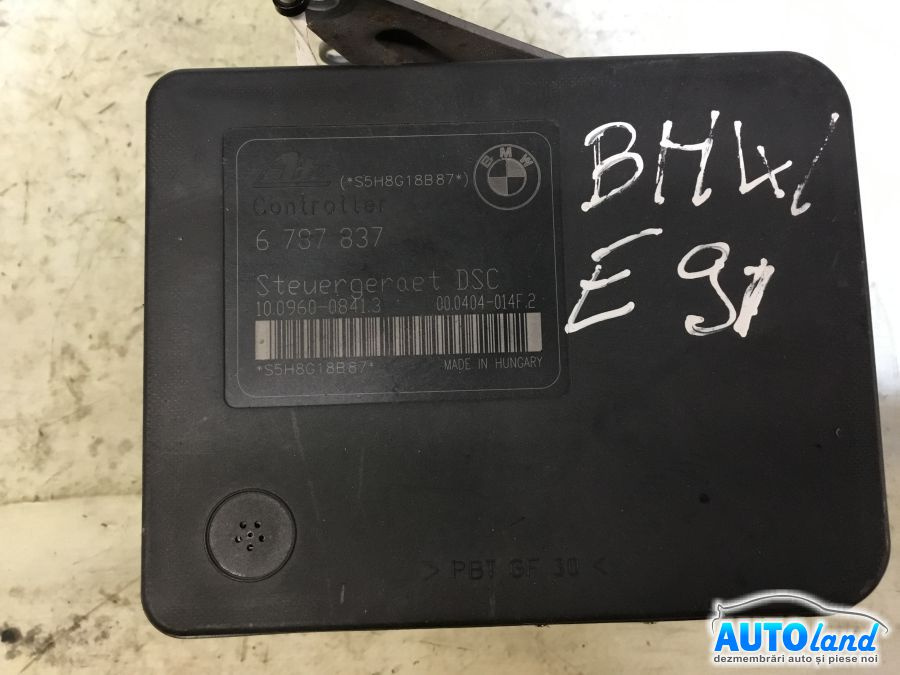 Ate (*S5H8G18B87*)
BMW
Controller
6 787 837
Steuergeraet DSC
10.0960-0841.3 00.0404-014F.2
*S5H8G18B87*
MADE IN HUNGARY
BMW
E 91
> PBT GF 30 <
AUTOland
dezmembrări auto și piese noi